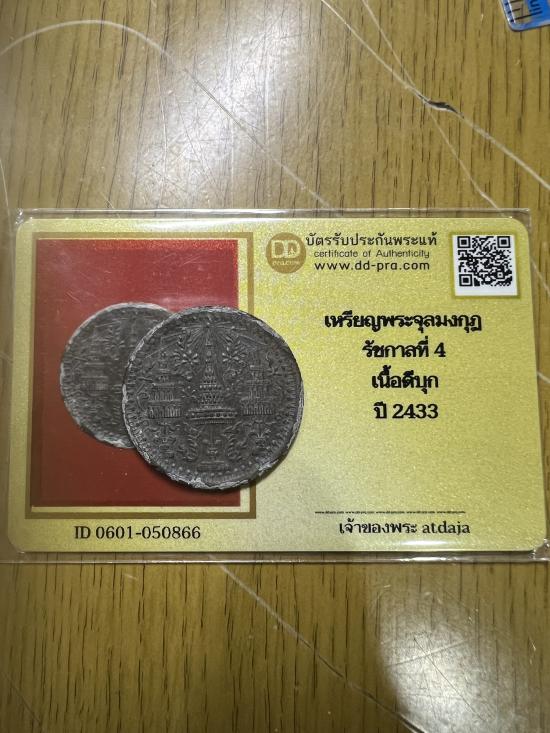 DD
DD-PRA.COM
บัตรรับประกันพระแท้
certificate of Authenticity
www.dd-pra.com
เหรียญพระจุลมงกุฎ
รัชกาลที่ 4
เนื้อดีบุก
ปี 2433
ID 0601-050866
เจ้าของพระ atdaja